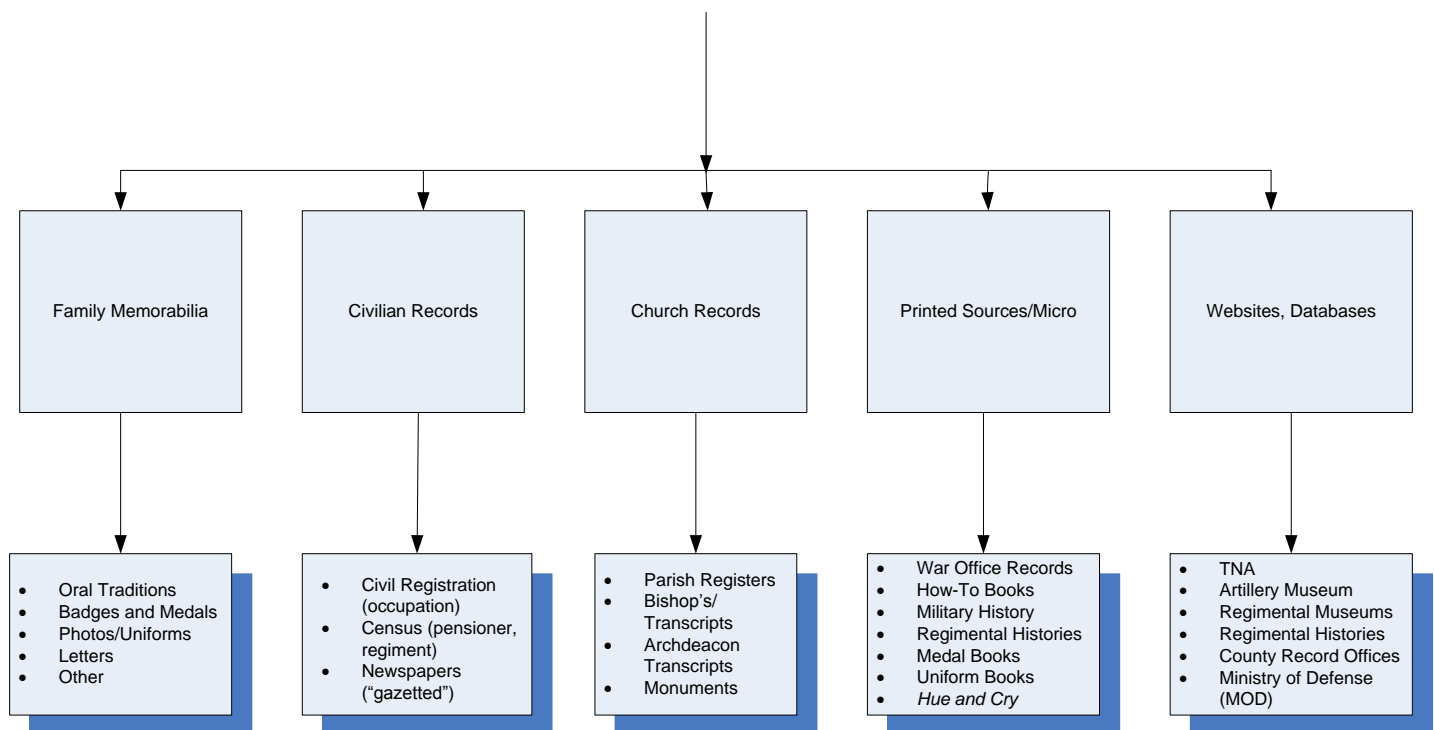 Family Memorabilia
Civilian Records
Church Records
Printed Sources/Micro
Websites, Databases
• Oral Traditions
• Badges and Medals
• Photos/Uniforms
• Letters
• Other
• Civil Registration
(occupation)
• Census (pensioner,
regiment)
• Newspapers
(“gazetted”)
• Parish Registers
• Bishop’s/
Transcripts
• Archdeacon
Transcripts
• Monuments
• War Office Records
• How-To Books
• Military History
• Regimental Histories
• Medal Books
• Uniform Books
• Hue and Cry
• TNA
• Artillery Museum
• Regimental Museums
• Regimental Histories
• County Record Offices
• Ministry of Defense
(MOD)